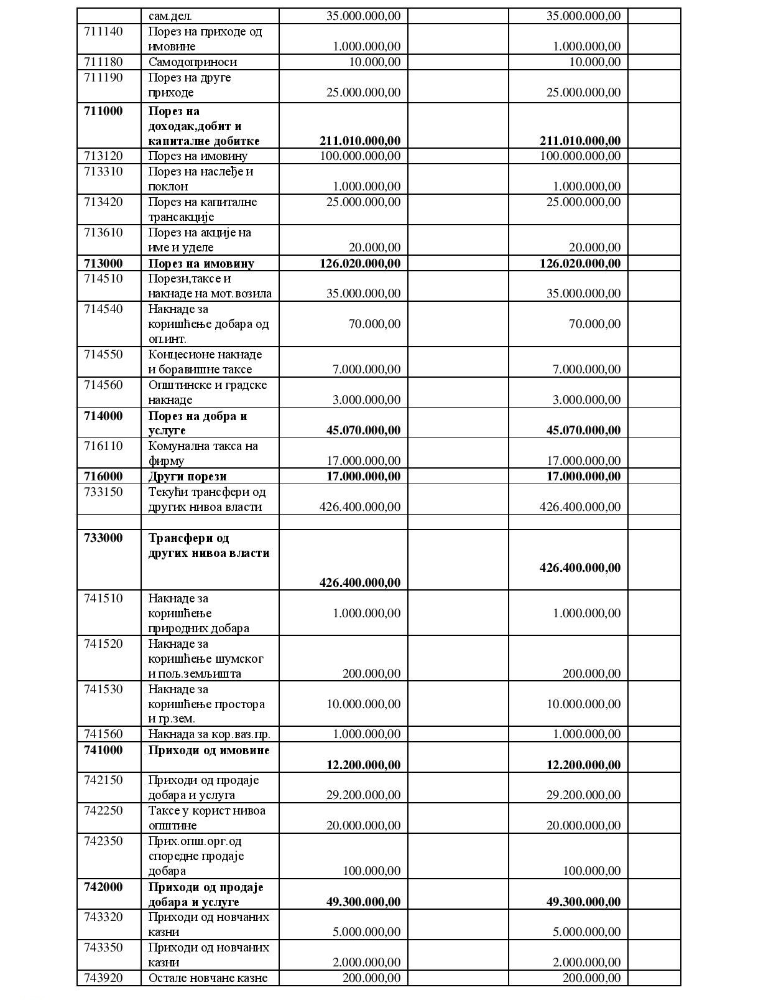 сам.дел. 35.000.000,00 35.000.000,00
711140 Порез на приходе од
имовине 1.000.000,00 1.000.000,00
711180 Самодоприноси 10.000,00 10.000,00
711190 Порез на друге
приходе 25.000.000,00 25.000.000,00
711000 Порез на
доходак,добит и
капиталне добитке 211.010.000,00 211.010.000,00
713120 Порез на имовину 100.000.000,00 100.000.000,00
713310 Порез на наслеђе и
поклон 1.000.000,00 1.000.000,00
713420 Порез на капиталне 25.000.000,00 25.000.000,00
трансакције
713610 Порез на акције на
име и уделе 20.000,00 20.000,00
713000 Порез на имовину 126.020.000,00 126.020.000,00
714510 Порези,таксе и
накнаде на мот.возила 35.000.000,00 35.000.000,00
714540 Накнаде за
коришћење добара од 70.000,00 70.000,00
оп.инт.
714550 Концесионе накнаде
и боравишне таксе 7.000.000,00 7.000.000,00
714560 Општинске и градске
накнаде 3.000.000,00 3.000.000,00
714000 Порез на добра и
услуге 45.070.000,00 45.070.000,00
716110 Комунална такса на
фирму 17.000.000,00 17.000.000,00
716000 Други порези 17.000.000,00 17.000.000,00
733150 Текући трансфери од
других нивоа власти 426.400.000,00 426.400.000,00
733000 Трансфери од
других нивоа власти
426.400.000,00
426.400.000,00
741510 Накнаде за
коришћење 1.000.000,00 1.000.000,00
природних добара
741520 Накнаде за
коришћење шумског
и пољ.земљишта 200.000,00 200.000,00
741530 Накнаде за
коришћење простора 10.000.000,00 10.000.000,00
и гр.зем.
741560 Накнада за кор.ваз.пр. 1.000.000,00 1.000.000,00
741000 Приходи од имовине
12.200.000,00 12.200.000,00
742150 Приходи од продаје
добара и услуга 29.200.000,00 29.200.000,00
742250 Таксе у корист нивоа
општине 20.000.000,00 20.000.000,00
742350 Прих.опш.орг.од
споредне продаје
добара 100.000,00 100.000,00
742000 Приходи од продаје
добара и услуге 49.300.000,00 49.300.000,00
743320 Приходи од новчаних
казни 5.000.000,00 5.000.000,00
743350 Приходи од новчаних
казни 2.000.000,00 2.000.000,00
743920 Остале новчане казне 200.000,00 200.000,00